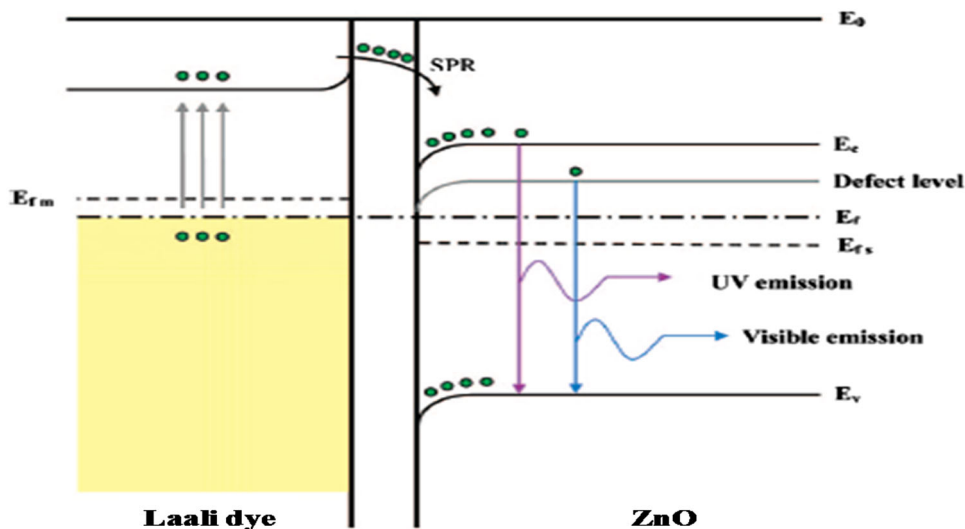 E₀
SPR
E_c
Defect level
E_fm
E_f
E_fs
UV emission
Visible emission
E_v
Laali dye
ZnO